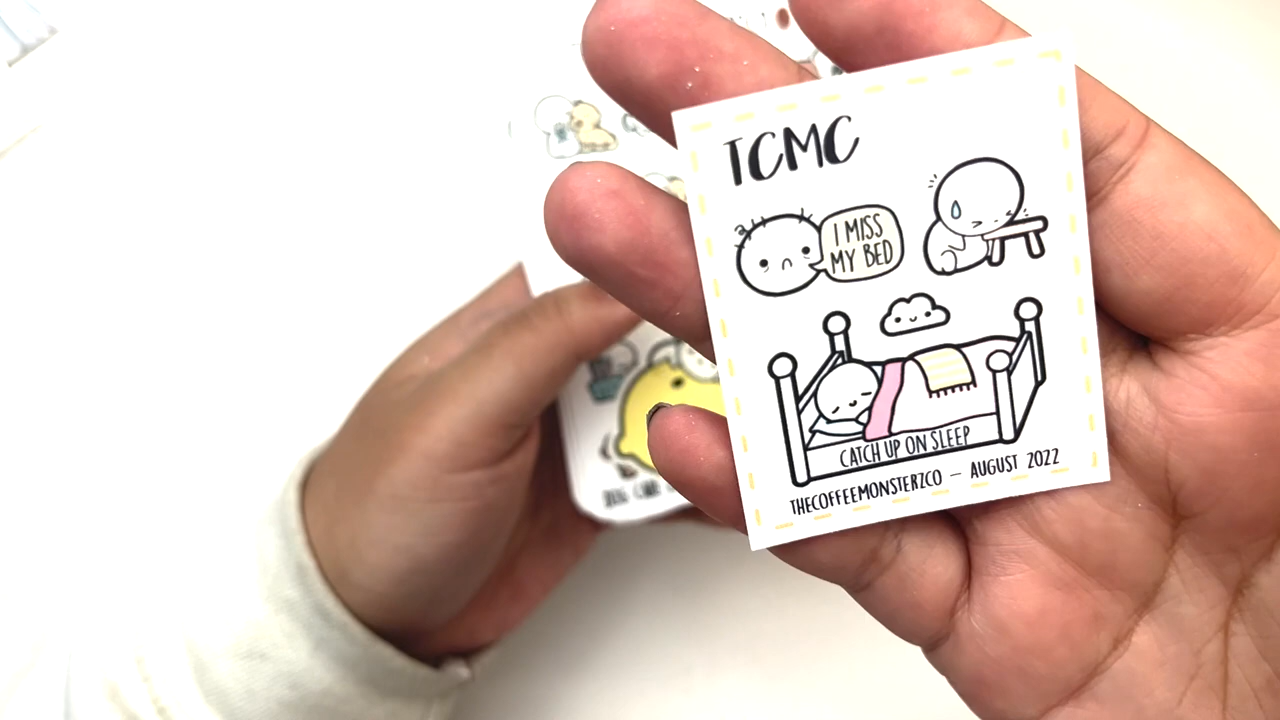 TCMC
I MISS
MY BED
CATCH UP ON SLEEP
THECOFFEEMONSTERZCO — AUGUST 2022